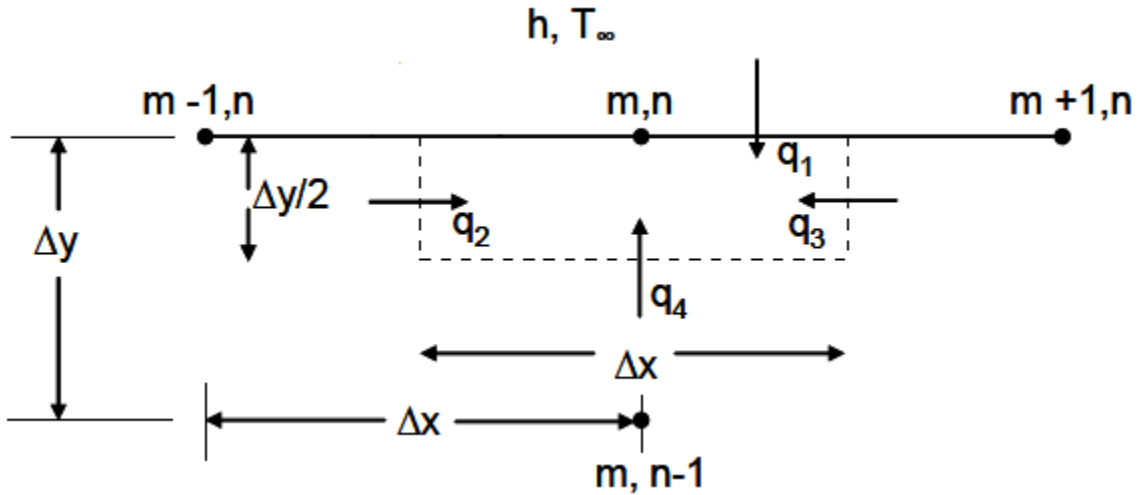 h, T∞
m -1,n
m,n
m +1,n
q1
Δy/2
q2
q3
Δy
q4
Δx
Δx
m, n-1